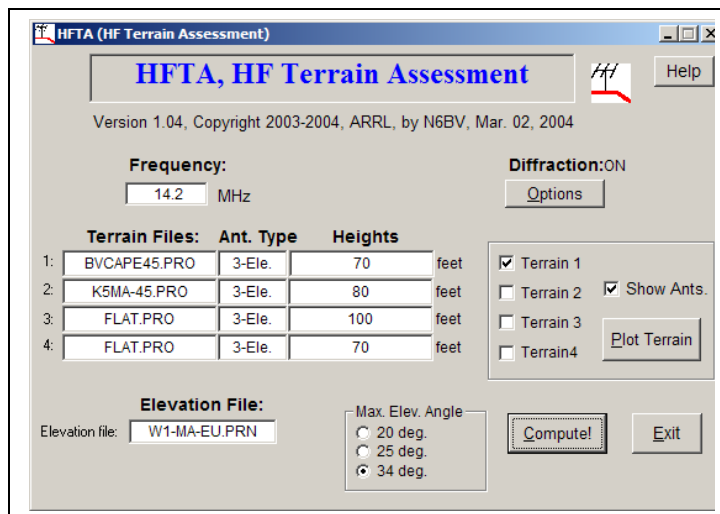 HFTA (HF Terrain Assessment)
HFTA, HF Terrain Assessment
Help
Version 1.04, Copyright 2003-2004, ARRL, by N6BV, Mar. 02, 2004
Frequency:
14.2 MHz
Diffraction:ON
Options
Terrain Files: Ant. Type Heights
1: BVCAPE45.PRO 3-Ele. 70 feet
2: K5MA-45.PRO 3-Ele. 80 feet
3: FLAT.PRO 3-Ele. 100 feet
4: FLAT.PRO 3-Ele. 70 feet
Terrain 1
Terrain 2
Terrain 3
Terrain4
Show Ants.
Plot Terrain
Elevation File:
Elevation file: W1-MA-EU.PRN
Max. Elev. Angle
20 deg.
25 deg.
34 deg.
Compute!
Exit